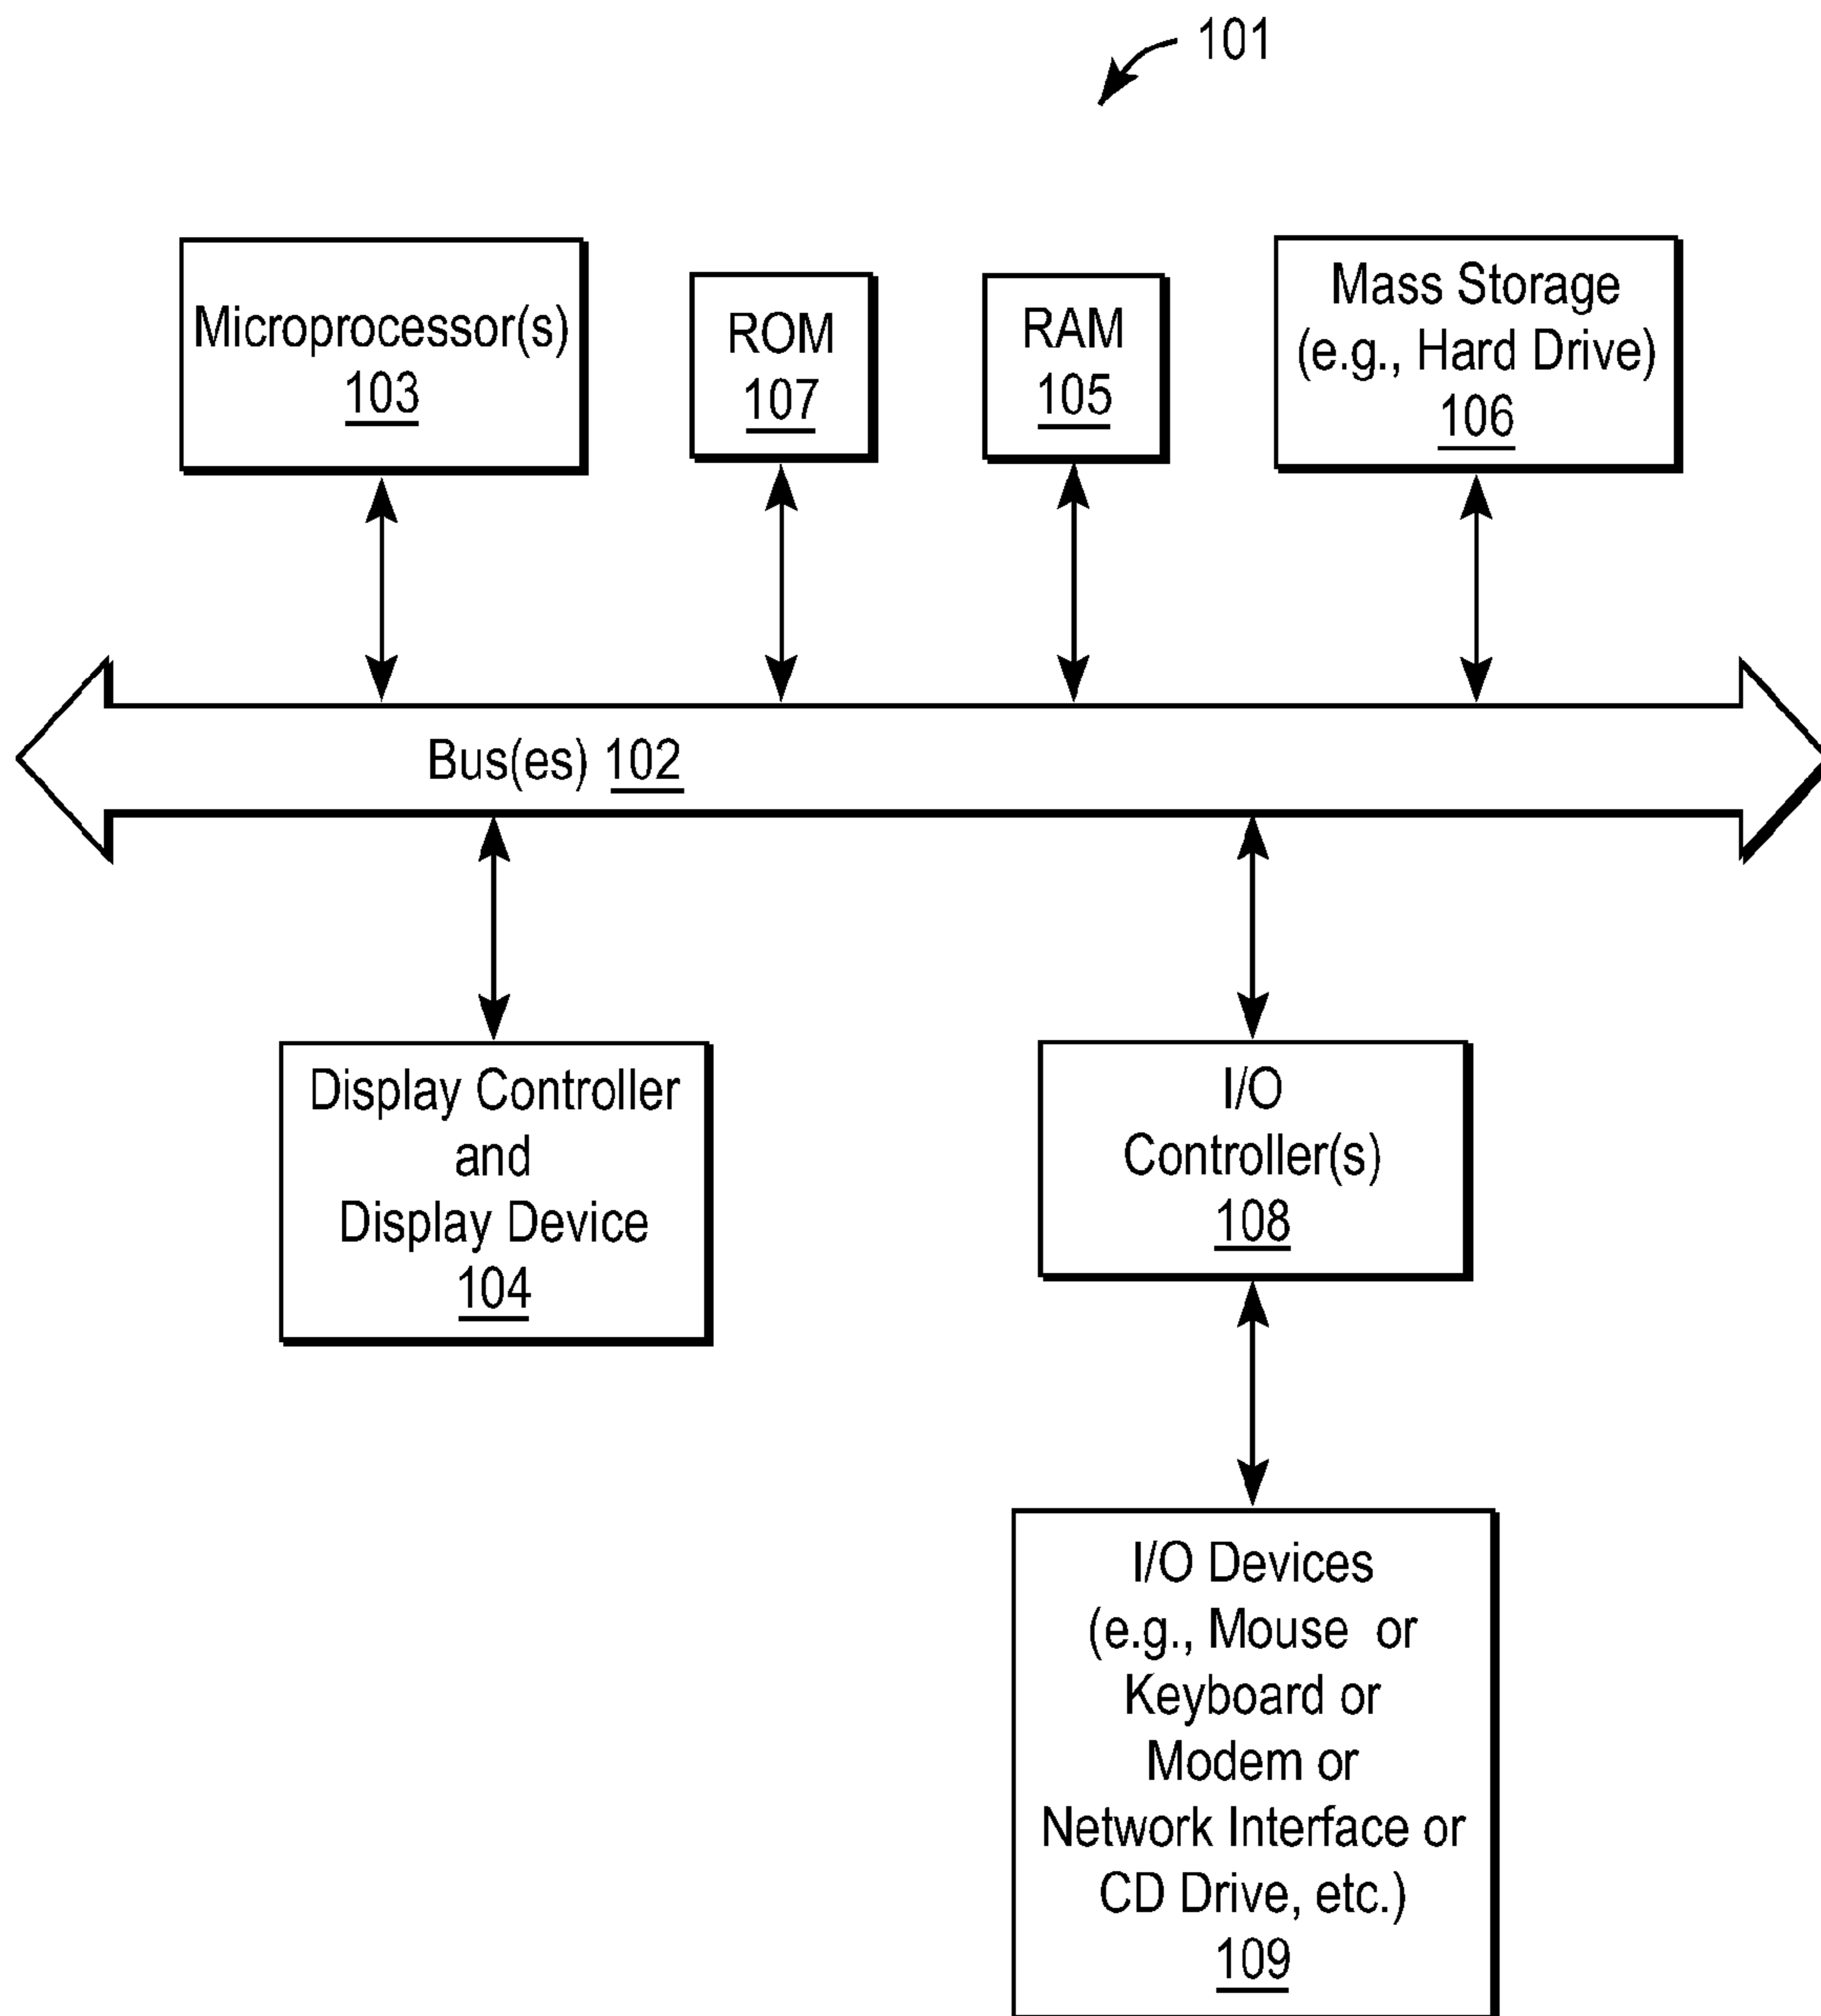 101
Microprocessor(s)
103
ROM
107
RAM
105
Mass Storage
(e.g., Hard Drive)
106
Bus(es) 102
Display Controller
and
Display Device
104
I/O
Controller(s)
108
I/O Devices
(e.g., Mouse or
Keyboard or
Modem or
Network Interface or
CD Drive, etc.)
109